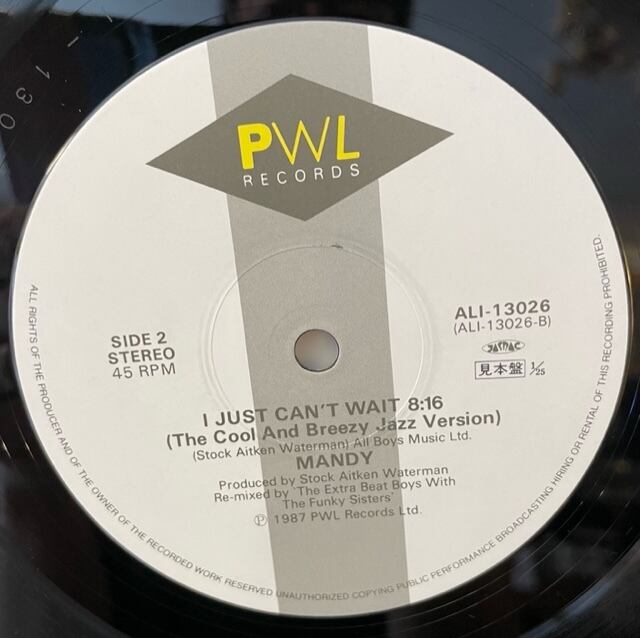 PWL
RECORDS
SIDE 2
STEREO
45 RPM
ALI-13026
(ALI-13026-B)
JASRAC
見本盤 1/25
I JUST CAN'T WAIT 8:16
(The Cool And Breezy Jazz Version)
(Stock Aitken Waterman) All Boys Music Ltd.
MANDY
Produced by Stock Aitken Waterman
Re-mixed by 'The Extra Beat Boys With
The Funky Sisters'
Ⓟ 1987 PWL Records Ltd.
ALL RIGHTS OF THE PRODUCER AND OF THE OWNER OF THE RECORDED WORK RESERVED UNAUTHORIZED COPYING PUBLIC PERFORMANCE BROADCASTING HIRING OR RENTAL OF THIS RECORDING PROHIBITED.
- 130